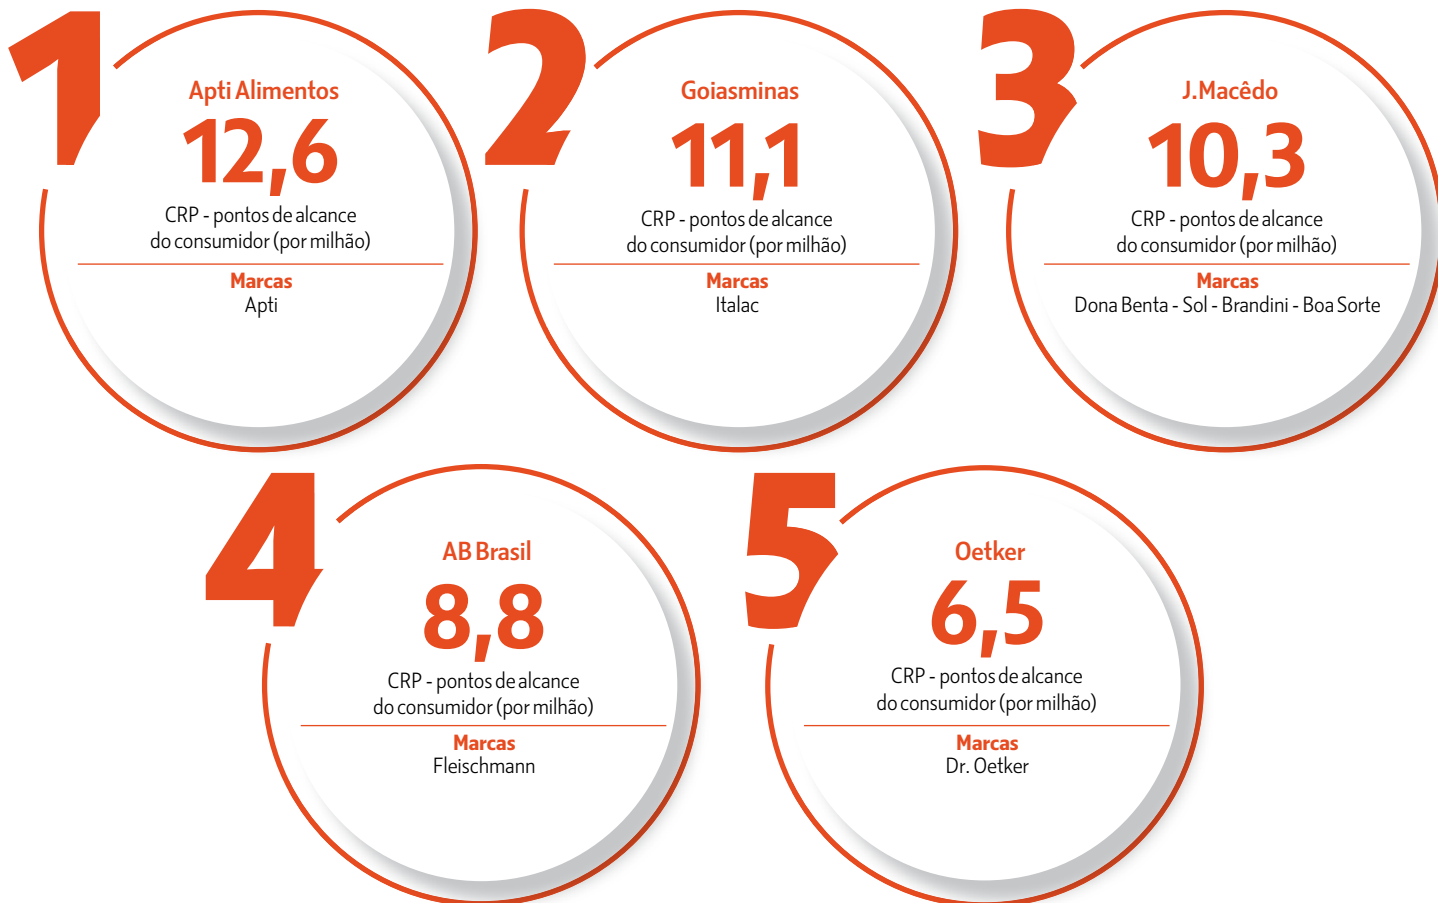 1
Apti Alimentos
12,6
CRP - pontos de alcance
do consumidor (por milhão)
Marcas
Apti
2
Goiasminas
11,1
CRP - pontos de alcance
do consumidor (por milhão)
Marcas
Italac
3
J.Macêdo
10,3
CRP - pontos de alcance
do consumidor (por milhão)
Marcas
Dona Benta - Sol - Brandini - Boa Sorte
4
AB Brasil
8,8
CRP - pontos de alcance
do consumidor (por milhão)
Marcas
Fleischmann
5
Oetker
6,5
CRP - pontos de alcance
do consumidor (por milhão)
Marcas
Dr. Oetker